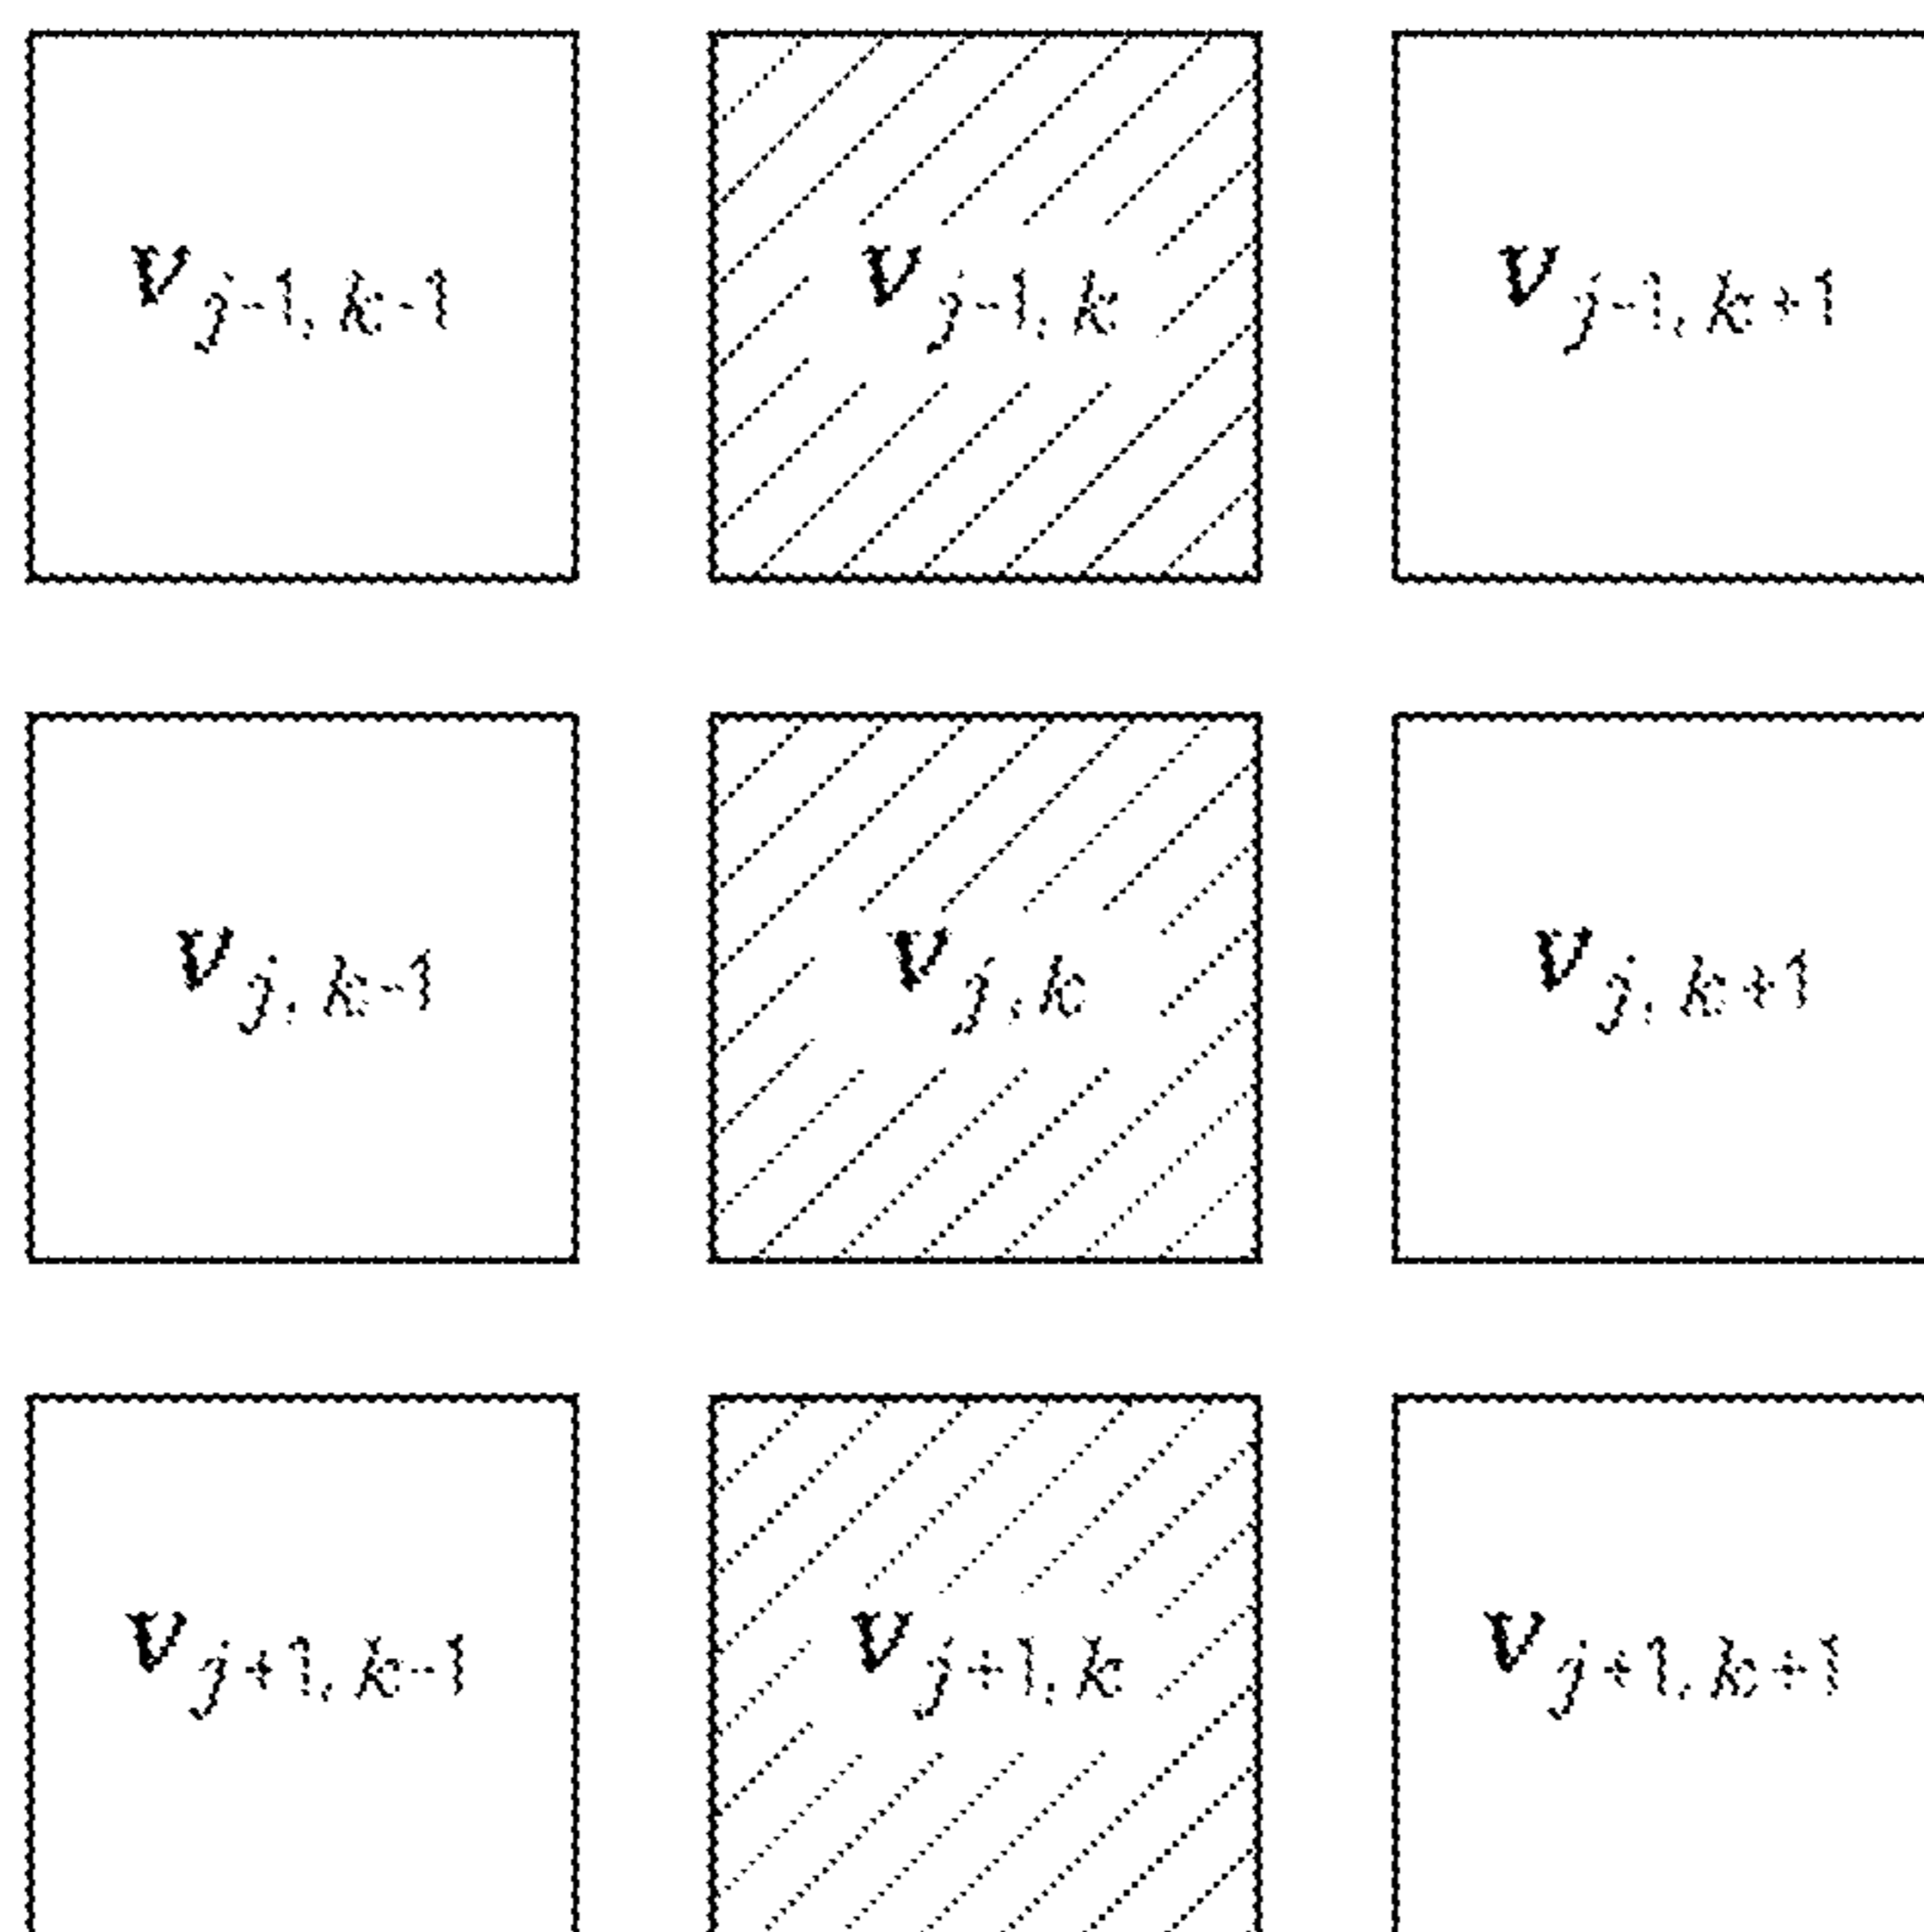 v j-1, k-1 v j-1, k v j-1, k+1
v j, k-1 v j, k v j, k+1
v j+1, k-1 v j+1, k v j+1, k+1